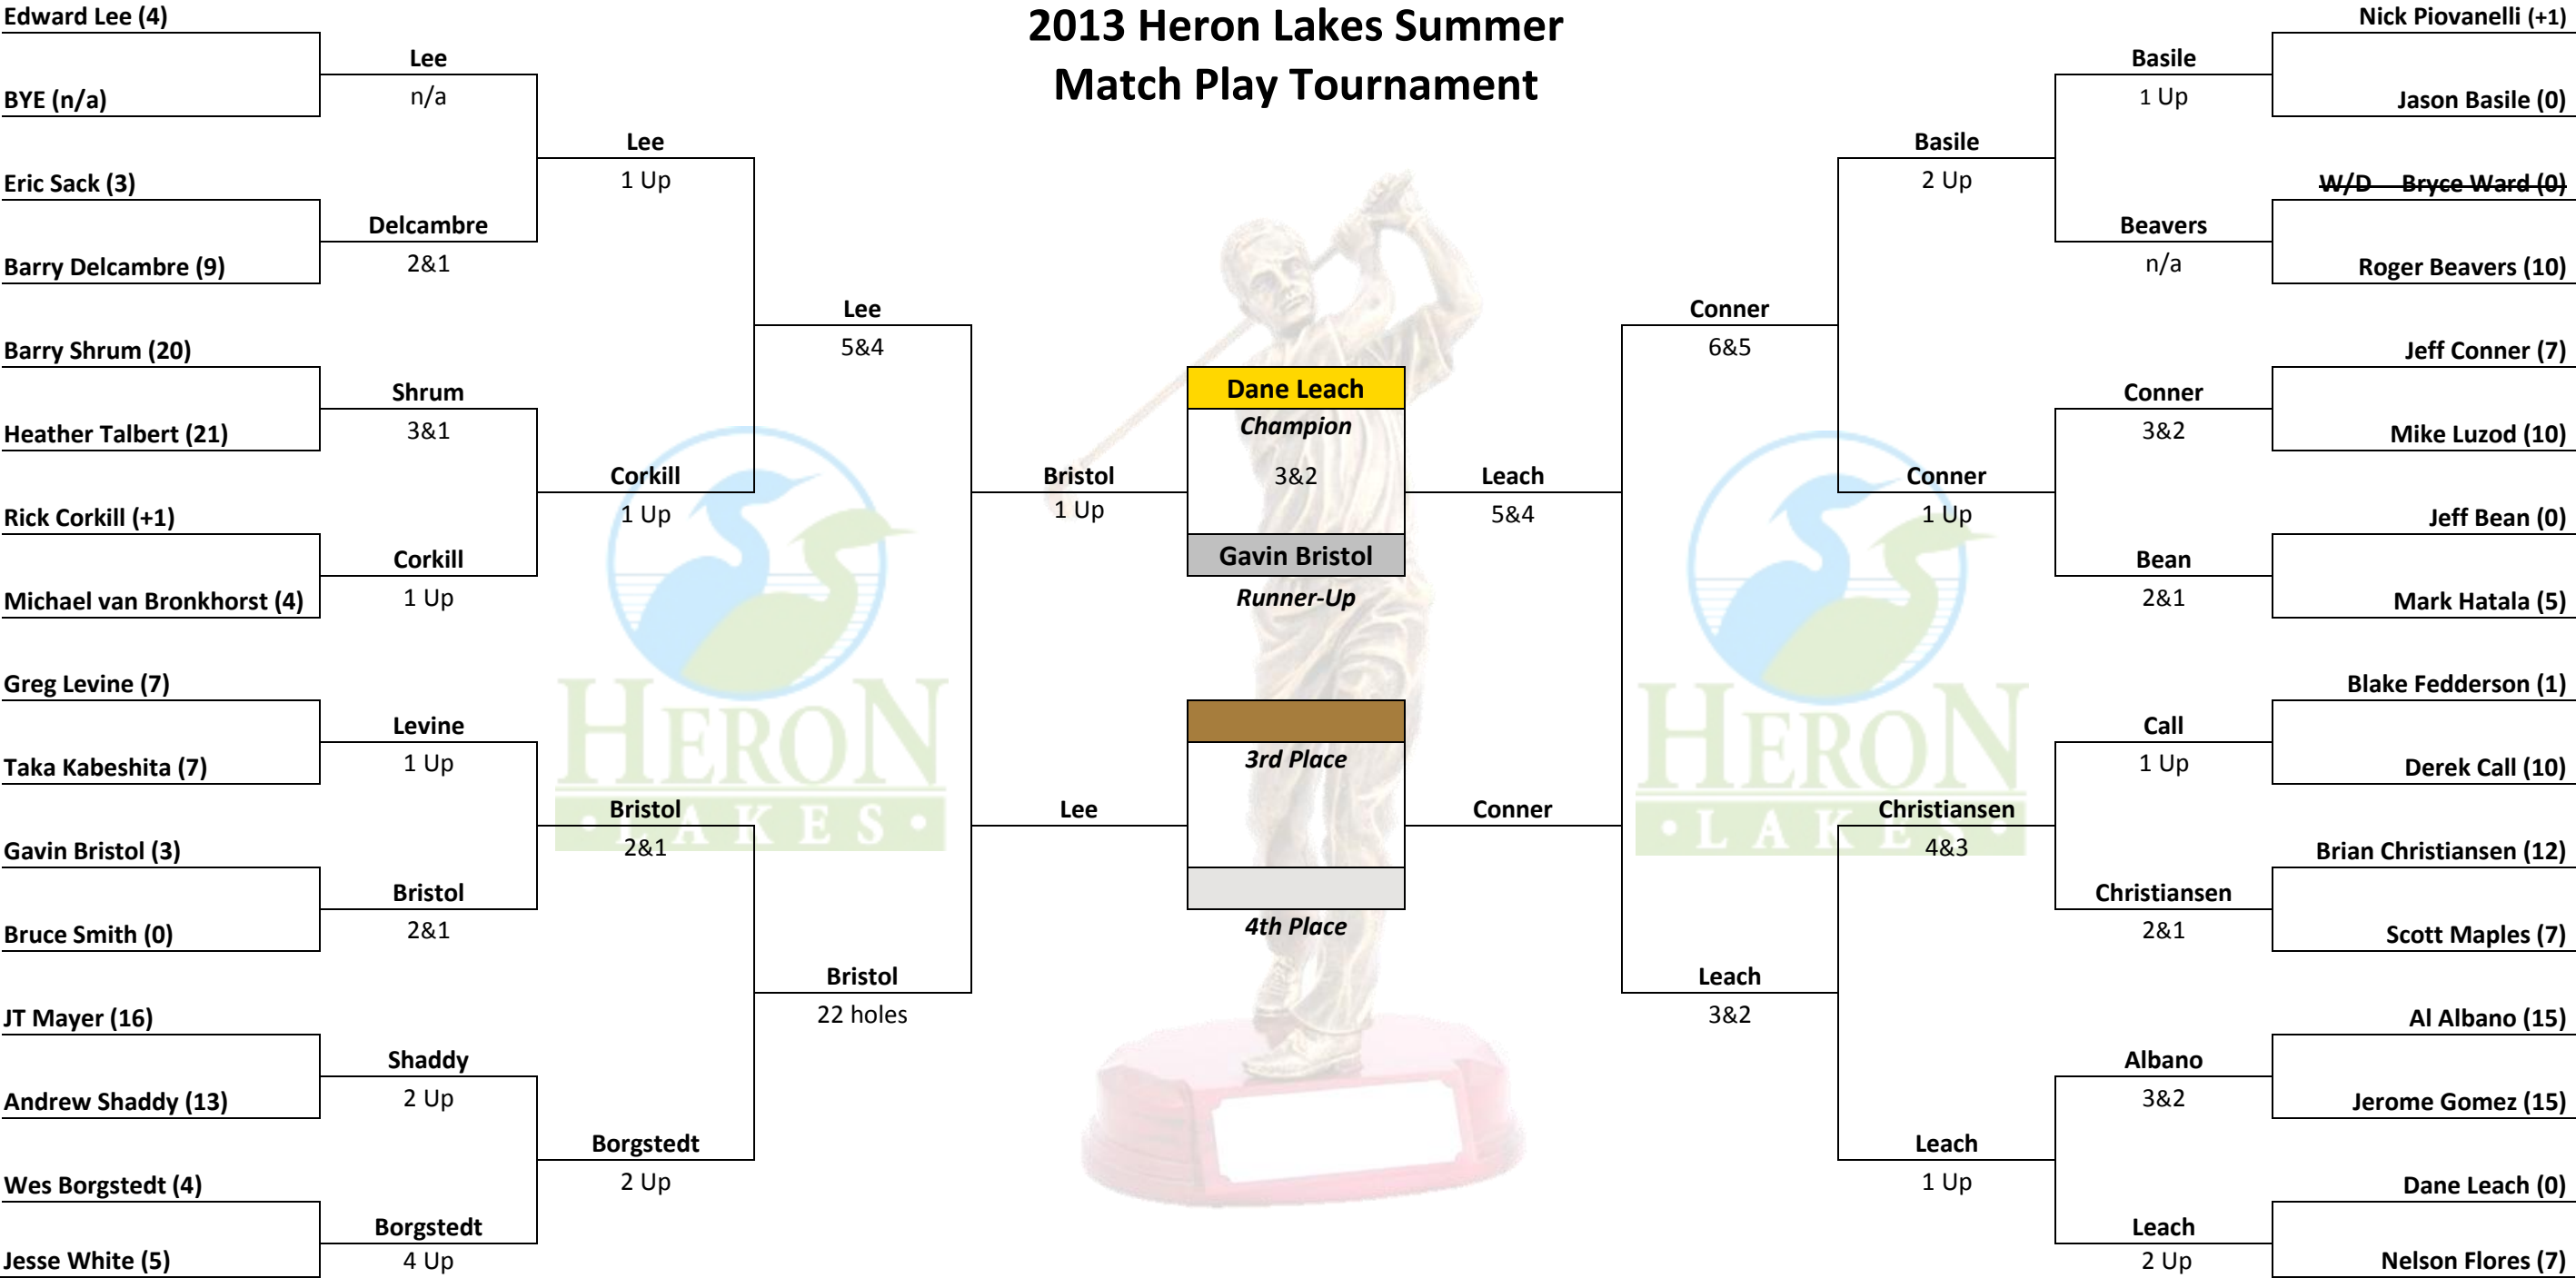 2013 Heron Lakes Summer
Match Play Tournament
Edward Lee (4)
BYE (n/a)
Eric Sack (3)
Barry Delcambre (9)
Barry Shrum (20)
Heather Talbert (21)
Rick Corkill (+1)
Michael van Bronkhorst (4)
Greg Levine (7)
Taka Kabeshita (7)
Gavin Bristol (3)
Bruce Smith (0)
JT Mayer (16)
Andrew Shaddy (13)
Wes Borgstedt (4)
Jesse White (5)
Lee
n/a
Delcambre
2&1
Shrum
3&1
Corkill
1 Up
Levine
1 Up
Bristol
2&1
Shaddy
2 Up
Borgstedt
4 Up
Lee
1 Up
Corkill
1 Up
Bristol
2&1
Borgstedt
2 Up
Lee
5&4
Bristol
22 holes
Bristol
1 Up
Lee
Dane Leach
Champion
3&2
Gavin Bristol
Runner-Up
3rd Place
4th Place
Leach
5&4
Conner
Conner
6&5
Leach
3&2
Basile
2 Up
Conner
1 Up
Christiansen
4&3
Leach
1 Up
Basile
1 Up
Beavers
n/a
Conner
3&2
Bean
2&1
Call
1 Up
Christiansen
2&1
Albano
3&2
Leach
2 Up
Nick Piovanelli (+1)
Jason Basile (0)
W/D Bryce Ward (0)
Roger Beavers (10)
Jeff Conner (7)
Mike Luzod (10)
Jeff Bean (0)
Mark Hatala (5)
Blake Fedderson (1)
Derek Call (10)
Brian Christiansen (12)
Scott Maples (7)
Al Albano (15)
Jerome Gomez (15)
Dane Leach (0)
Nelson Flores (7)
HERON
• LAKES •
HERON
• LAKES •